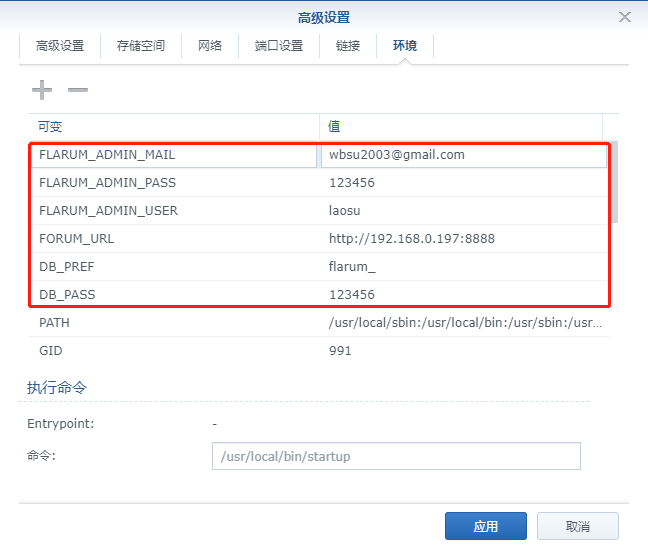 高级设置
高级设置 存储空间 网络 端口设置 链接 环境
可变 值
FLARUM_ADMIN_MAIL wbsu2003@gmail.com
FLARUM_ADMIN_PASS 123456
FLARUM_ADMIN_USER laosu
FORUM_URL http://192.168.0.197:8888
DB_PREF flarum_
DB_PASS 123456
PATH /usr/local/sbin:/usr/local/bin:/usr/sbin:/usr...
GID 991
执行命令
Entrypoint: -
命令: /usr/local/bin/startup
应用 取消